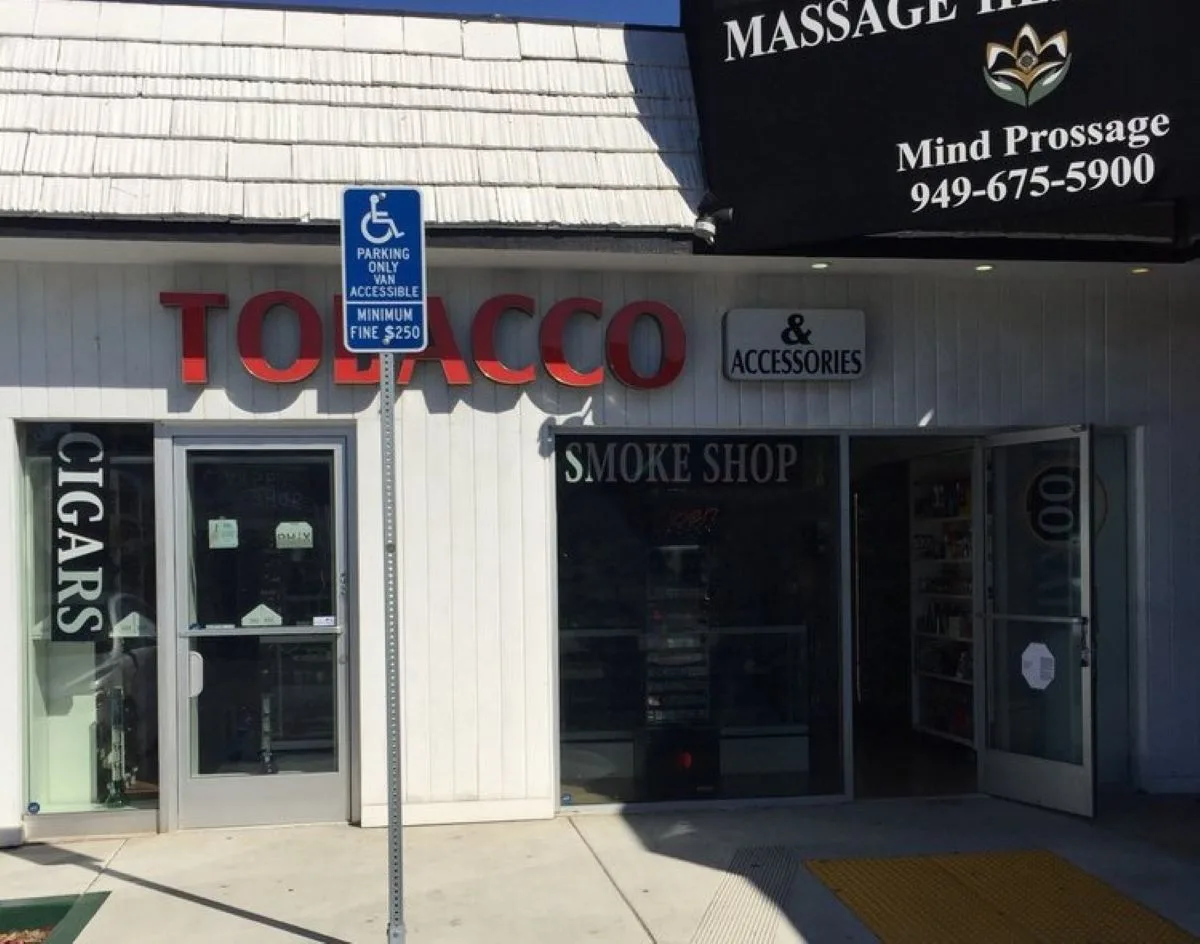 MASSAGE
Mind Prossage
949-675-5900
PARKING
ONLY
VAN
ACCESSIBLE
MINIMUM
FINE $250
TOBACCO
&
ACCESSORIES
CIGARS
SMOKE SHOP